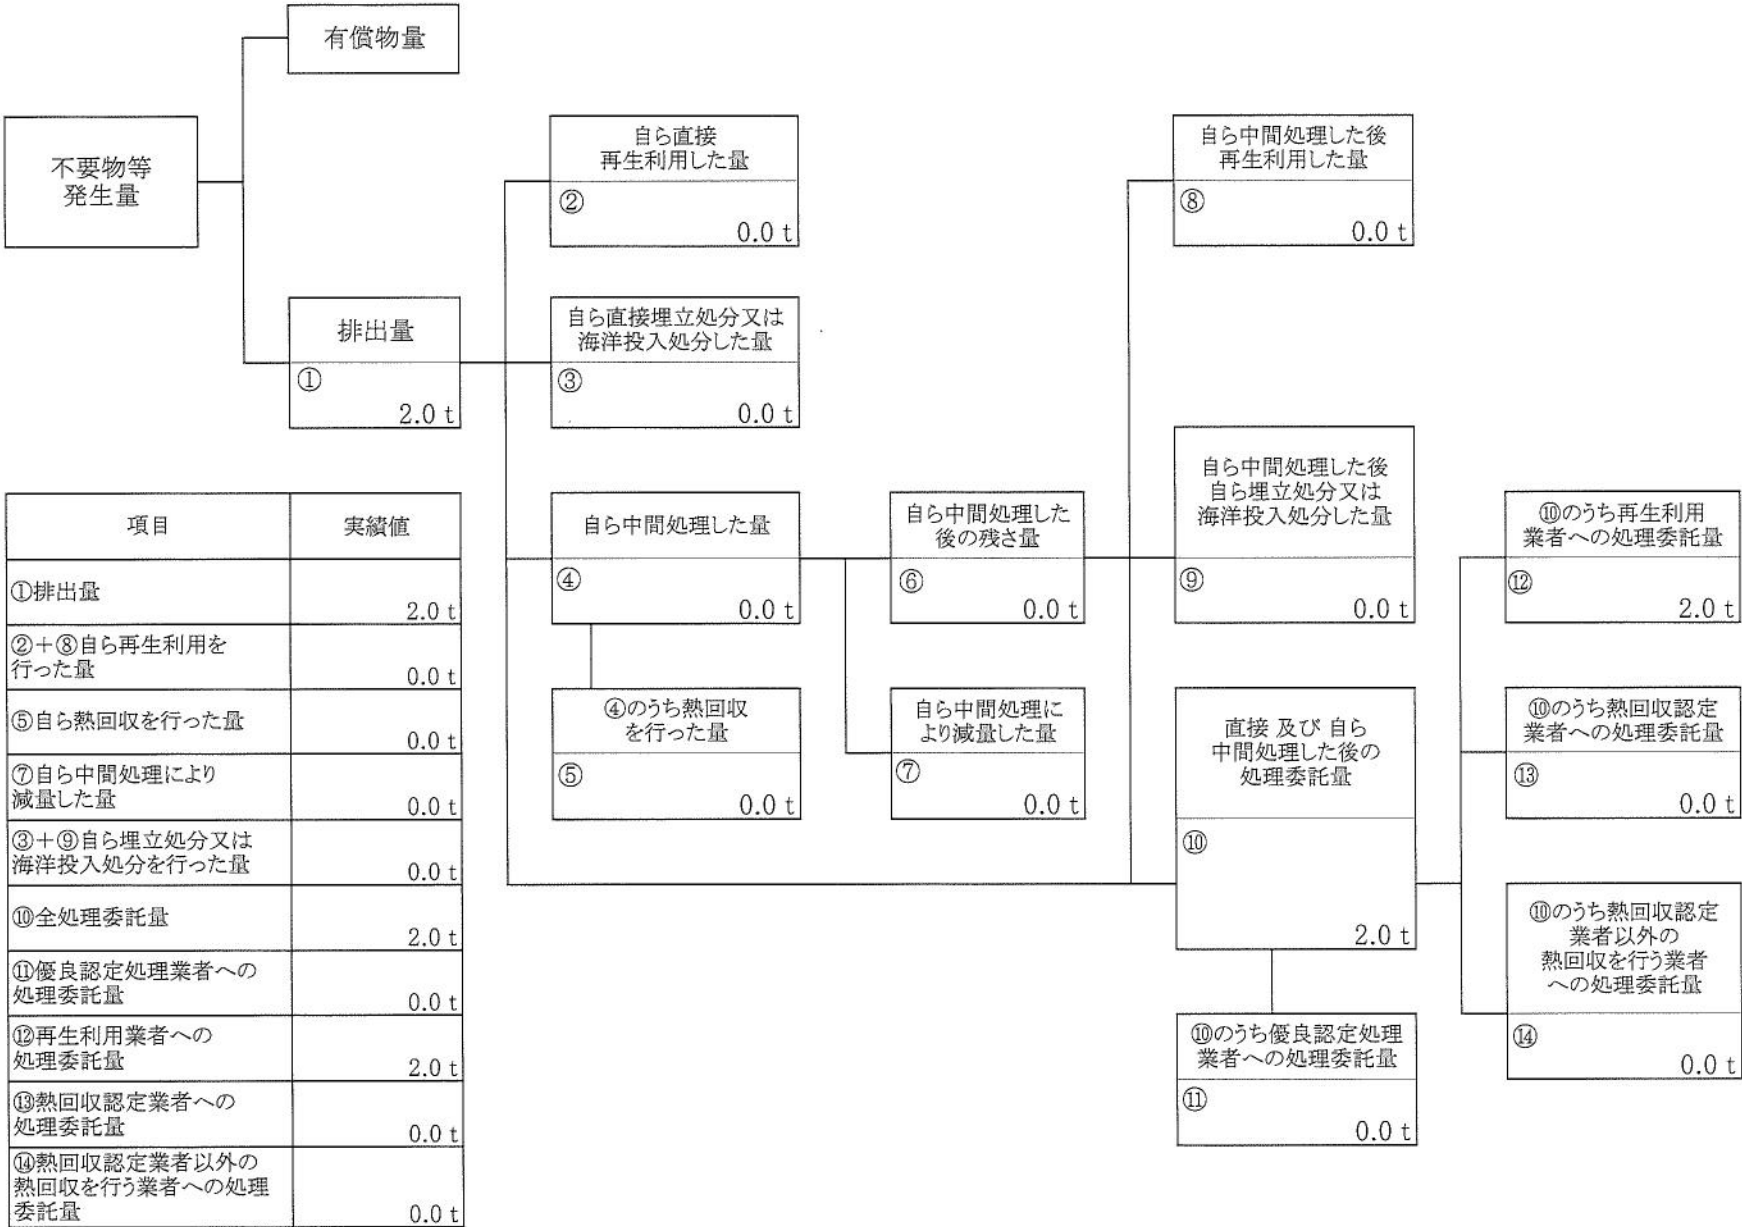 有償物量
不要物等
発生量
排出量
①
2.0 t
自ら直接
再生利用した量
②
0.0 t
自ら直接埋立処分又は
海洋投入処分した量
③
0.0 t
自ら中間処理した量
④
0.0 t
④のうち熱回収
を行った量
⑤
0.0 t
自ら中間処理した
後の残さ量
⑥
0.0 t
自ら中間処理に
より減量した量
⑦
0.0 t
自ら中間処理した後
再生利用した量
⑧
0.0 t
自ら中間処理した後
自ら埋立処分又は
海洋投入処分した量
⑨
0.0 t
直接 及び 自ら
中間処理した後の
処理委託量
⑩
2.0 t
⑩のうち優良認定処理
業者への処理委託量
⑪
0.0 t
⑩のうち再生利用
業者への処理委託量
⑫
2.0 t
⑩のうち熱回収認定
業者への処理委託量
⑬
0.0 t
⑩のうち熱回収認定
業者以外の
熱回収を行う業者
への処理委託量
⑭
0.0 t
項目 実績値
①排出量
2.0 t
②+⑧自ら再生利用を
行った量
0.0 t
⑤自ら熱回収を行った量
0.0 t
⑦自ら中間処理により
減量した量
0.0 t
③+⑨自ら埋立処分又は
海洋投入処分を行った量
0.0 t
⑩全処理委託量
2.0 t
⑪優良認定処理業者への
処理委託量
0.0 t
⑫再生利用業者への
処理委託量
2.0 t
⑬熱回収認定業者への
処理委託量
0.0 t
⑭熱回収認定業者以外の
熱回収を行う業者への処理
委託量
0.0 t